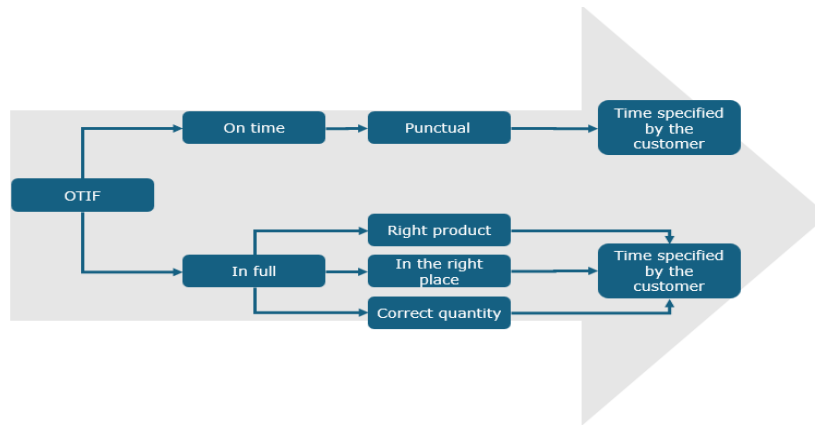 On time
Punctual
Time specified
by the
customer
OTIF
Right product
In full
In the right
place
Time specified
by the
customer
Correct quantity